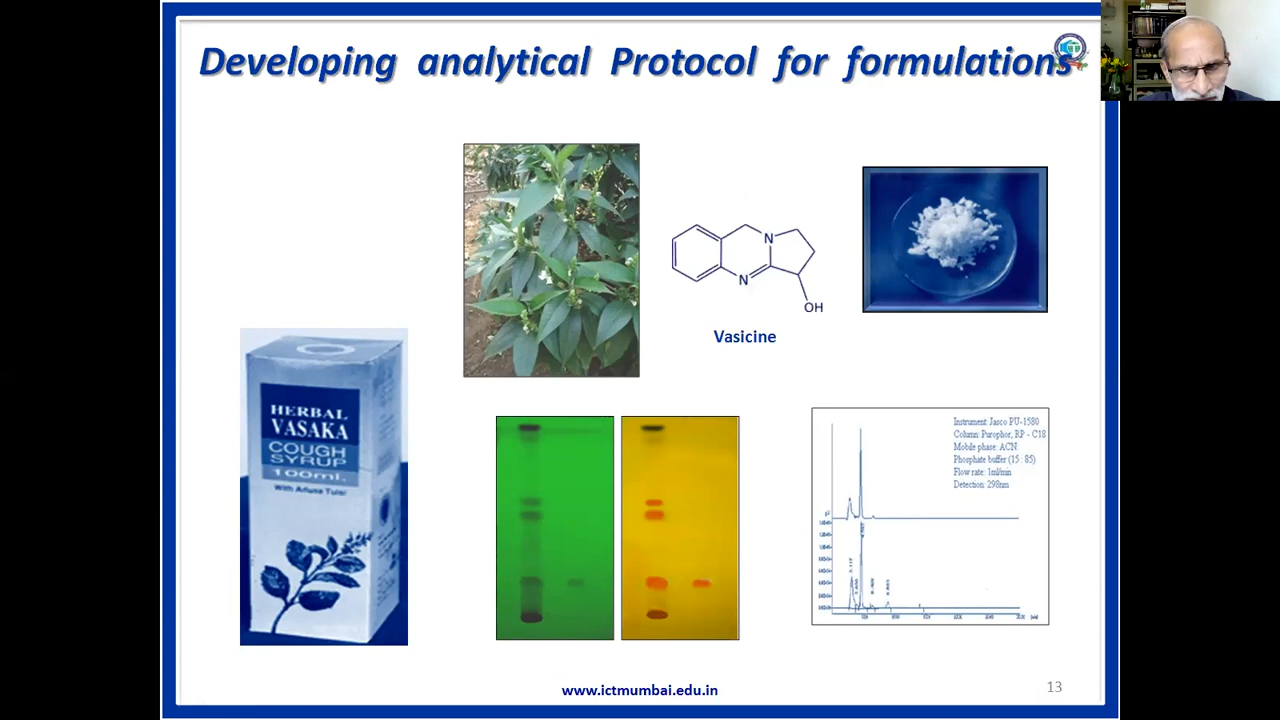 Developing analytical Protocol for formulations
N
N
OH
Vasicine
HERBAL
VASAKA
COUGH
SYRUP
100ml.
With Arjuna Tulsi
Instrument: Jasco PU-1580
Column: Purophor, RP - C18
Mobile phase: ACN:
Phosphate buffer (15 : 85)
Flow rate: 1ml/min
Detection: 298nm
www.ictmumbai.edu.in
13